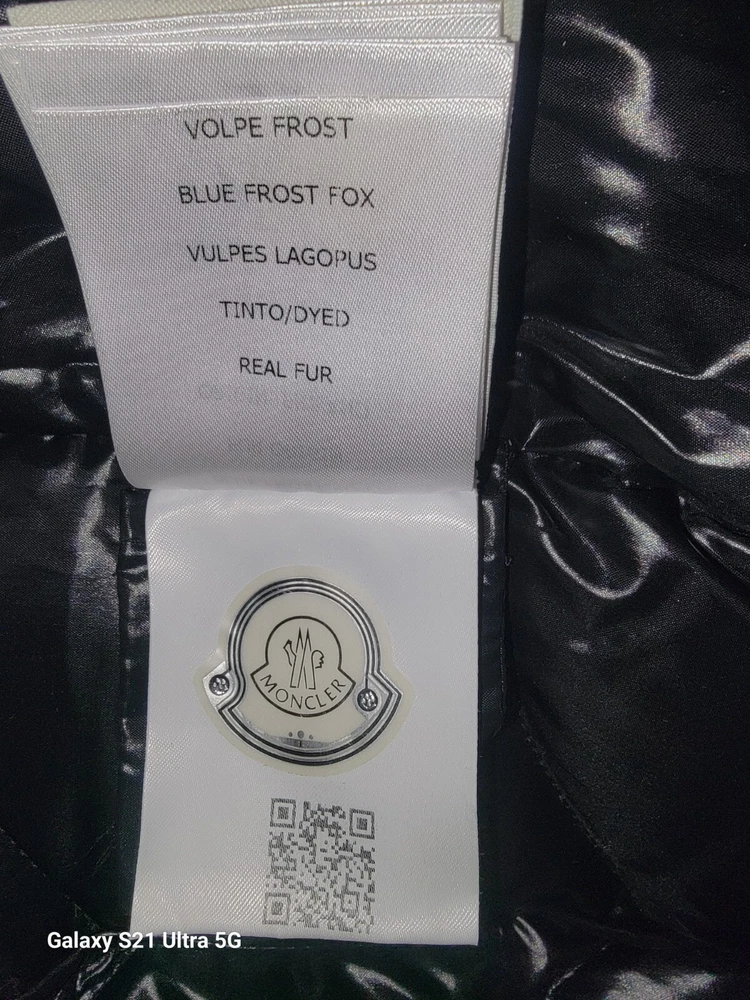 VOLPE FROST
BLUE FROST FOX
VULPES LAGOPUS
TINTO/DYED
REAL FUR
MONCLER
Galaxy S21 Ultra 5G